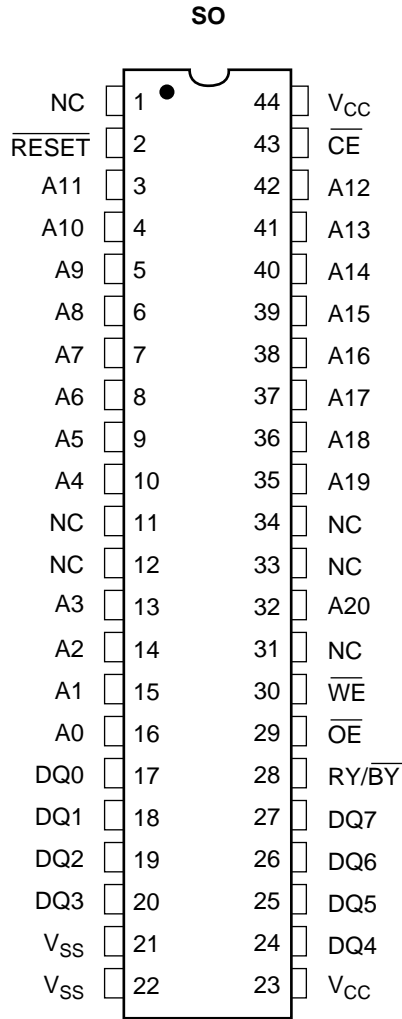 SO
NC 1 44 VCC
RESET 2 43 CE
A11 3 42 A12
A10 4 41 A13
A9 5 40 A14
A8 6 39 A15
A7 7 38 A16
A6 8 37 A17
A5 9 36 A18
A4 10 35 A19
NC 11 34 NC
NC 12 33 NC
A3 13 32 A20
A2 14 31 NC
A1 15 30 WE
A0 16 29 OE
DQ0 17 28 RY/BY
DQ1 18 27 DQ7
DQ2 19 26 DQ6
DQ3 20 25 DQ5
VSS 21 24 DQ4
VSS 22 23 VCC